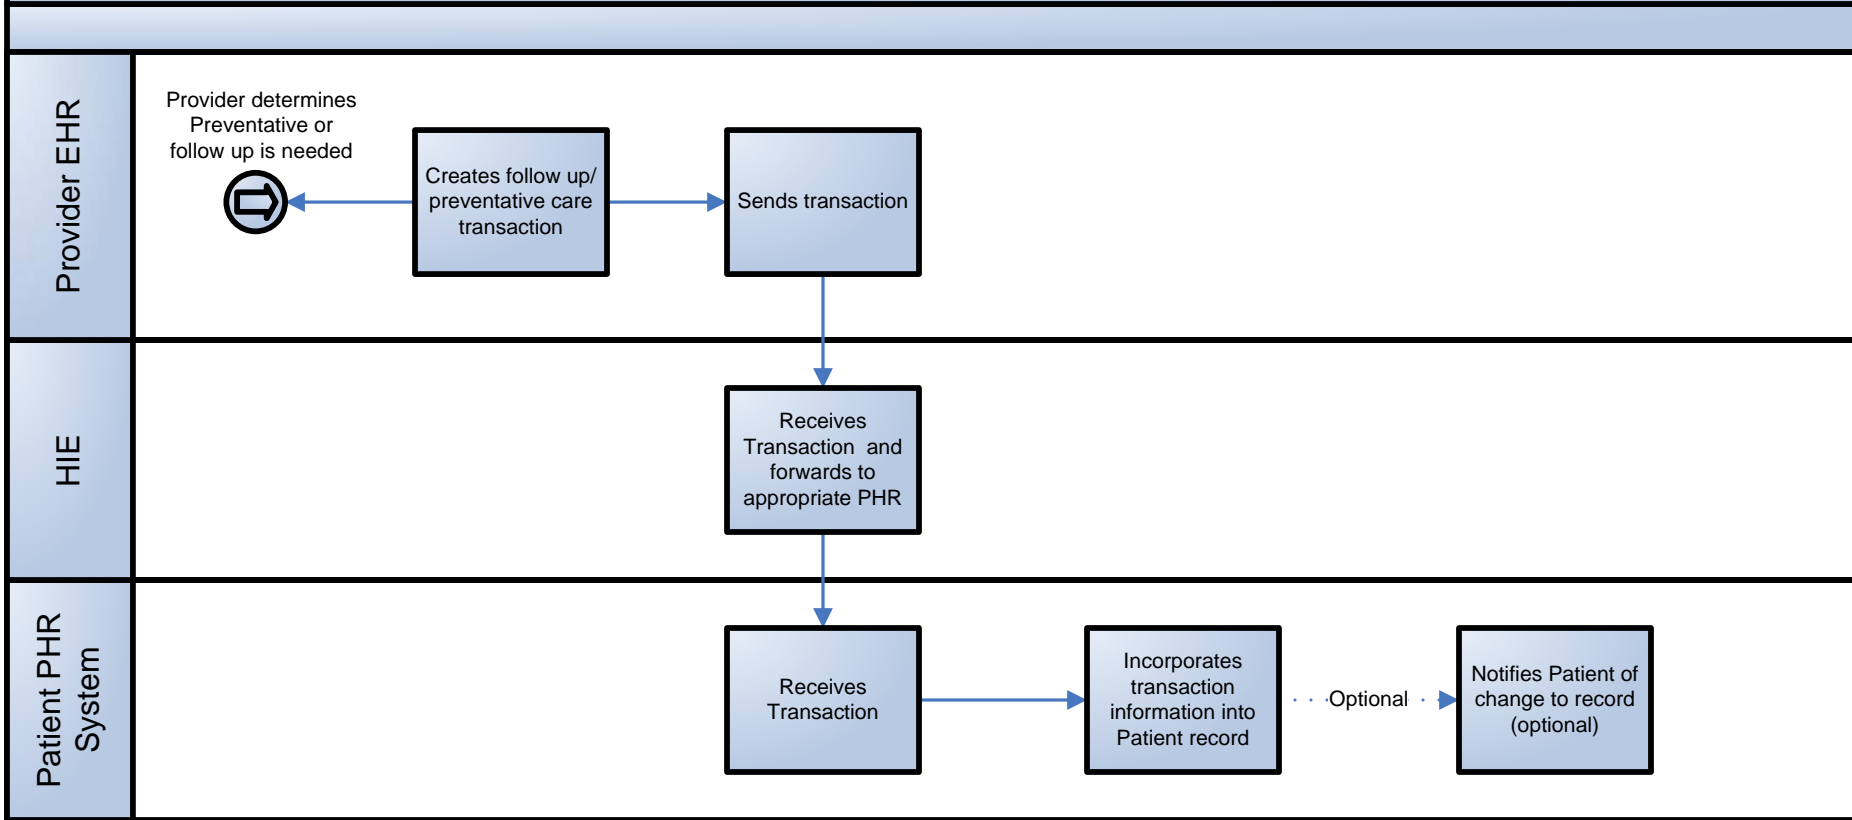 Provider EHR
Provider determines
Preventative or
follow up is needed
Creates follow up/
preventative care
transaction
Sends transaction
HIE
Receives
Transaction  and
forwards to
appropriate PHR
Patient PHR
System
Receives
Transaction
Incorporates
transaction
information into
Patient record
Optional
Notifies Patient of
change to record
(optional)